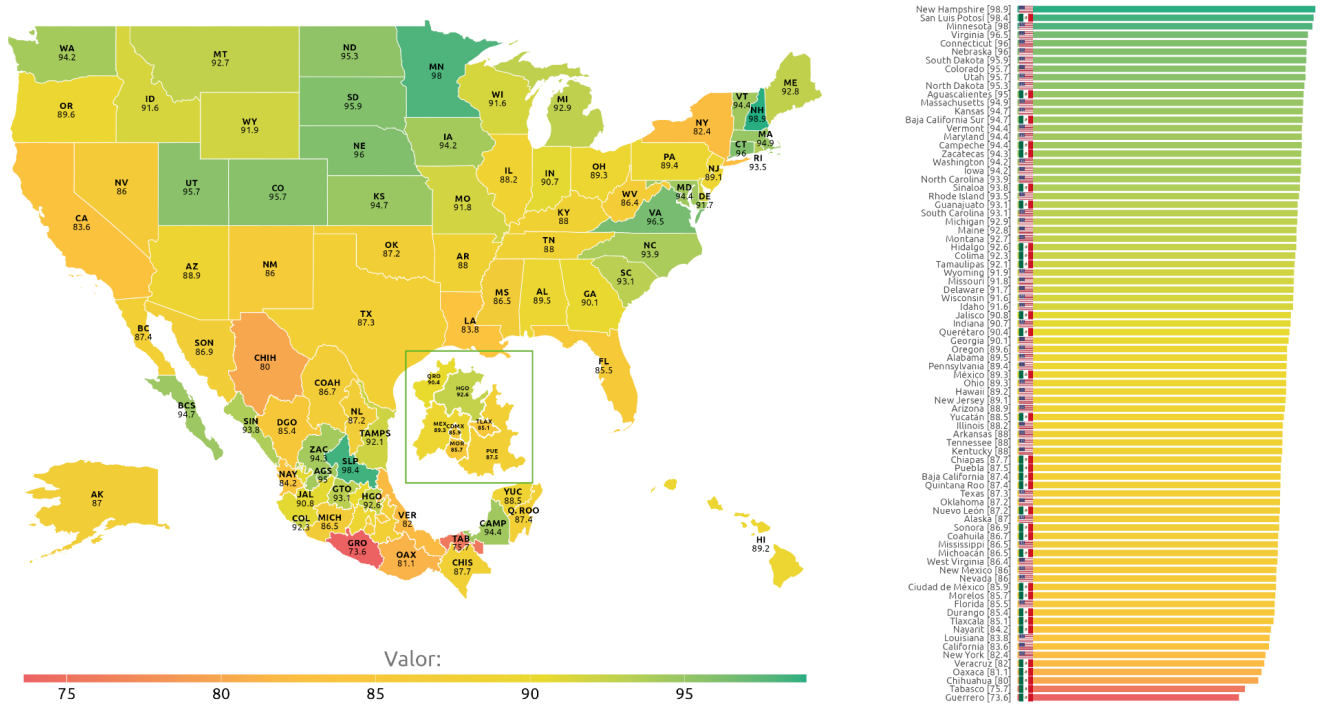 WA
94.2
MT
92.7
ND
95.3
MN
98
OR
89.6
ID
91.6
WY
91.9
SD
95.9
WI
91.6
MI
92.9
NY
82.4
VT
94.4
NH
98.9
ME
92.8
MA
94.9
CT
96
RI
93.5
NV
86
UT
95.7
CO
95.7
NE
96
IA
94.2
KS
94.7
MO
91.8
IL
88.2
IN
90.7
OH
89.3
PA
89.4
NJ
89.1
MD
94.4
DE
91.7
WV
86.4
VA
96.5
KY
88
CA
83.6
AZ
88.9
NM
86
OK
87.2
AR
88
TN
88
NC
93.9
SC
93.1
MS
86.5
AL
89.5
GA
90.1
TX
87.3
LA
83.8
FL
85.5
BC
87.4
SON
86.9
CHIH
80
COAH
86.7
BCS
94.7
SIN
93.8
DGO
85.4
NL
87.2
TAMPS
92.1
ZAC
94.3
SLP
98.4
AGS
95
NAY
84.2
JAL
90.8
GTO
93.1
HGO
92.6
COL
92.3
MICH
86.5
VER
82
GRO
73.6
OAX
81.1
TAB
75.7
CHIS
87.7
CAMP
94.4
YUC
88.5
Q. ROO
87.4
QRO
90.4
HGO
92.6
MEX
89.3
CDMX
85.9
TLAX
85.1
MOR
85.7
PUE
87.5
AK
87
HI
89.2
Valor:
75 80 85 90 95
New Hampshire [98.9]
San Luis Potosí [98.4]
Minnesota [98]
Virginia [96.5]
Connecticut [96]
Nebraska [96]
South Dakota [95.9]
Colorado [95.7]
Utah [95.7]
North Dakota [95.3]
Aguascalientes [95]
Massachusetts [94.9]
Kansas [94.7]
Baja California Sur [94.7]
Vermont [94.4]
Maryland [94.4]
Campeche [94.4]
Zacatecas [94.3]
Washington [94.2]
Iowa [94.2]
North Carolina [93.9]
Sinaloa [93.8]
Rhode Island [93.5]
Guanajuato [93.1]
South Carolina [93.1]
Michigan [92.9]
Maine [92.8]
Montana [92.7]
Hidalgo [92.6]
Colima [92.3]
Tamaulipas [92.1]
Wyoming [91.9]
Missouri [91.8]
Delaware [91.7]
Wisconsin [91.6]
Idaho [91.6]
Jalisco [90.8]
Indiana [90.7]
Querétaro [90.4]
Georgia [90.1]
Oregon [89.6]
Alabama [89.5]
Pennsylvania [89.4]
México [89.3]
Ohio [89.3]
Hawaii [89.2]
New Jersey [89.1]
Arizona [88.9]
Yucatán [88.5]
Illinois [88.2]
Arkansas [88]
Tennessee [88]
Kentucky [88]
Chiapas [87.7]
Puebla [87.5]
Baja California [87.4]
Quintana Roo [87.4]
Texas [87.3]
Oklahoma [87.2]
Nuevo León [87.2]
Alaska [87]
Sonora [86.9]
Coahuila [86.7]
Mississippi [86.5]
Michoacán [86.5]
West Virginia [86.4]
New Mexico [86]
Nevada [86]
Ciudad de México [85.9]
Morelos [85.7]
Florida [85.5]
Durango [85.4]
Tlaxcala [85.1]
Nayarit [84.2]
Louisiana [83.8]
California [83.6]
New York [82.4]
Veracruz [82]
Oaxaca [81.1]
Chihuahua [80]
Tabasco [75.7]
Guerrero [73.6]